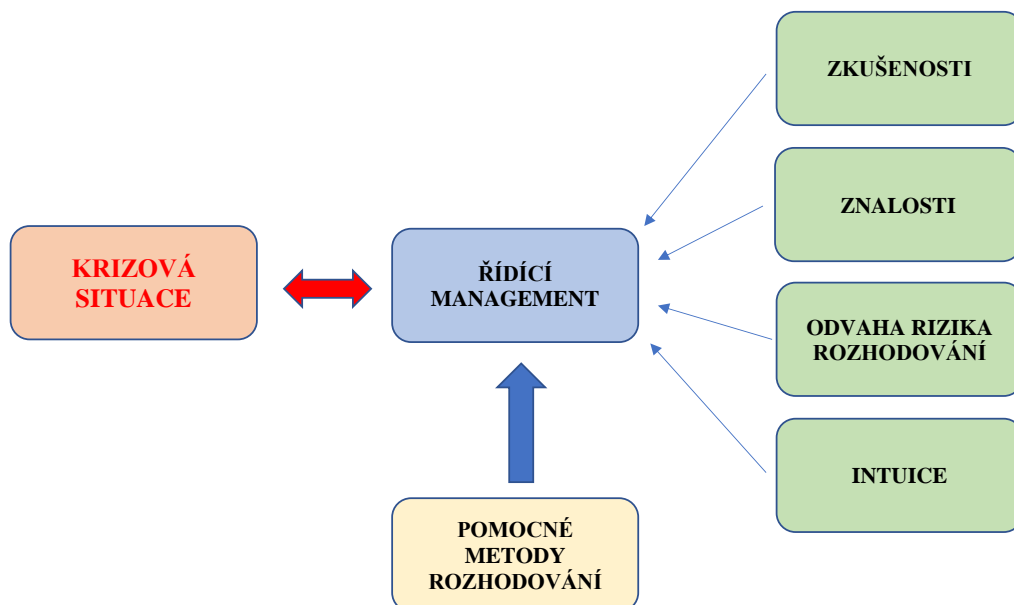 ZKUŠENOSTI
ZNALOSTI
KRIZOVÁ
SITUACE
ŘÍDÍCÍ
MANAGEMENT
ODVAHA RIZIKA
ROZHODOVÁNÍ
INTUICE
POMOCNÉ
METODY
ROZHODOVÁNÍ